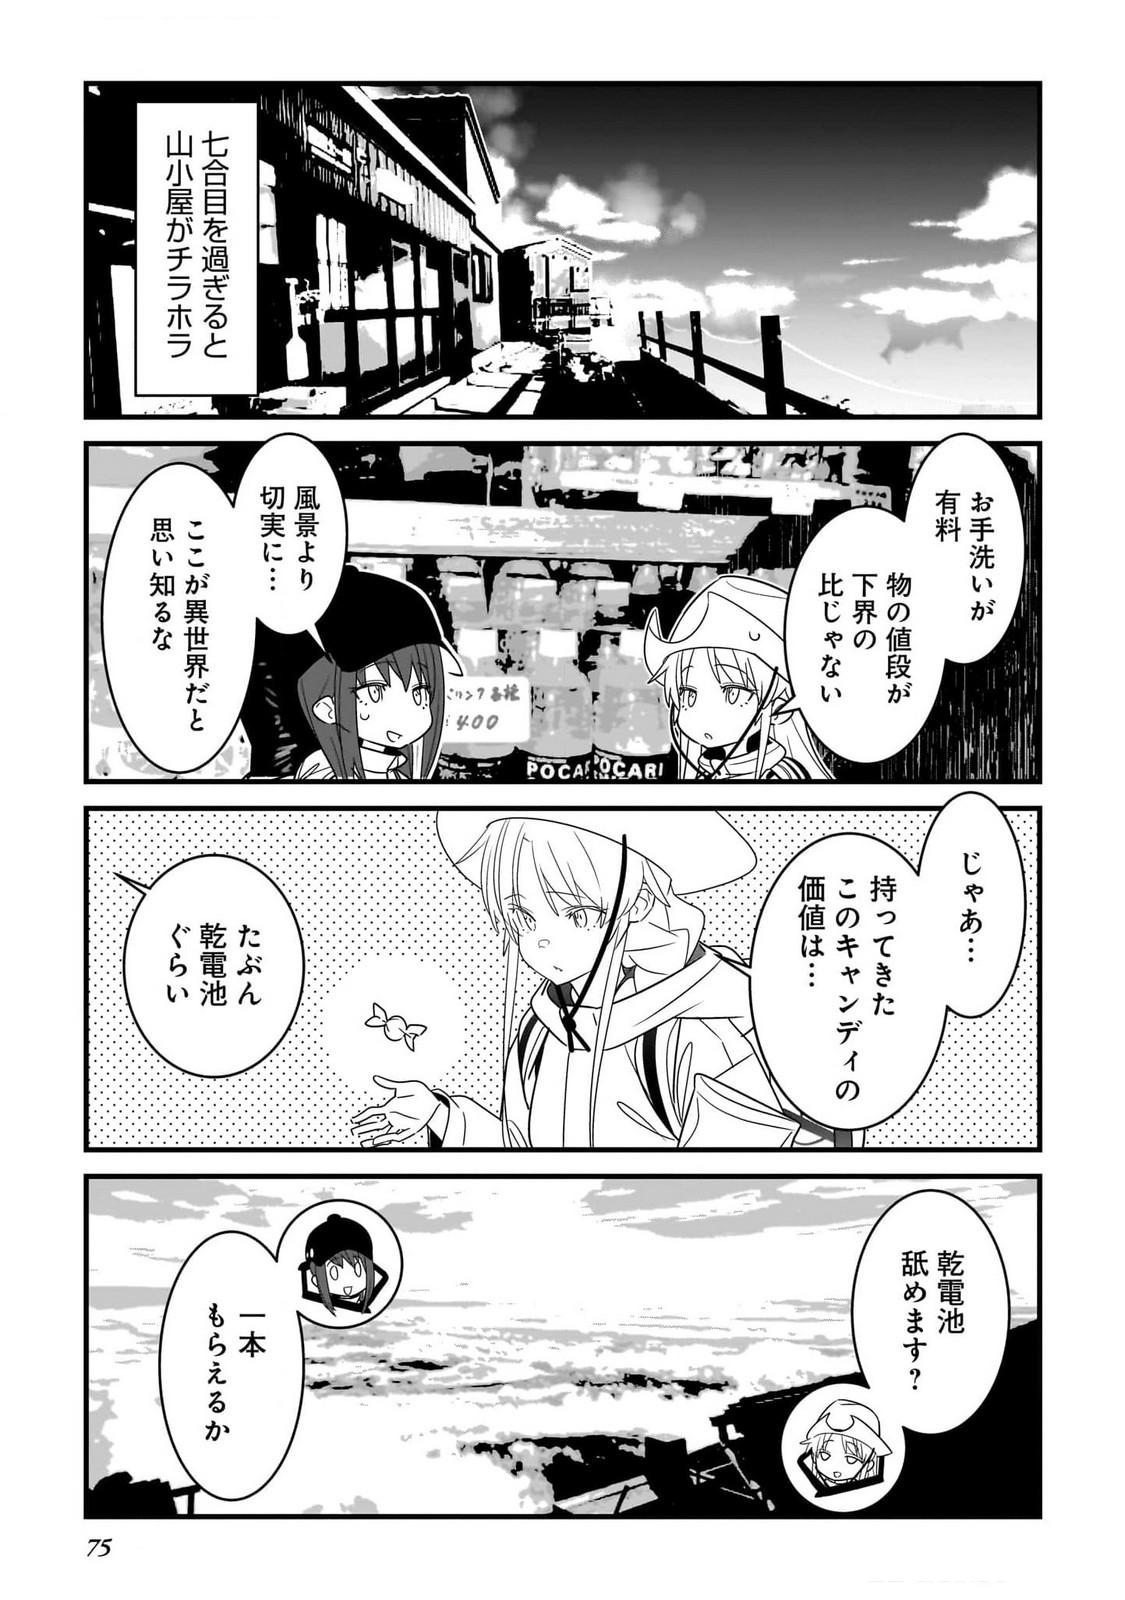 七合目を過ぎると
山小屋がチラホラ
お手洗いが
有料
物の値段が
下界の
比じゃない
風景より
切実に…
ここが異世界だと
思い知るな
ドリンク各種
400
POCA
POCARI
じゃあ…
持ってきた
このキャンディの
価値は…
たぶん
乾電池
ぐらい
乾電池
舐めます?
一本
もらえるか
75